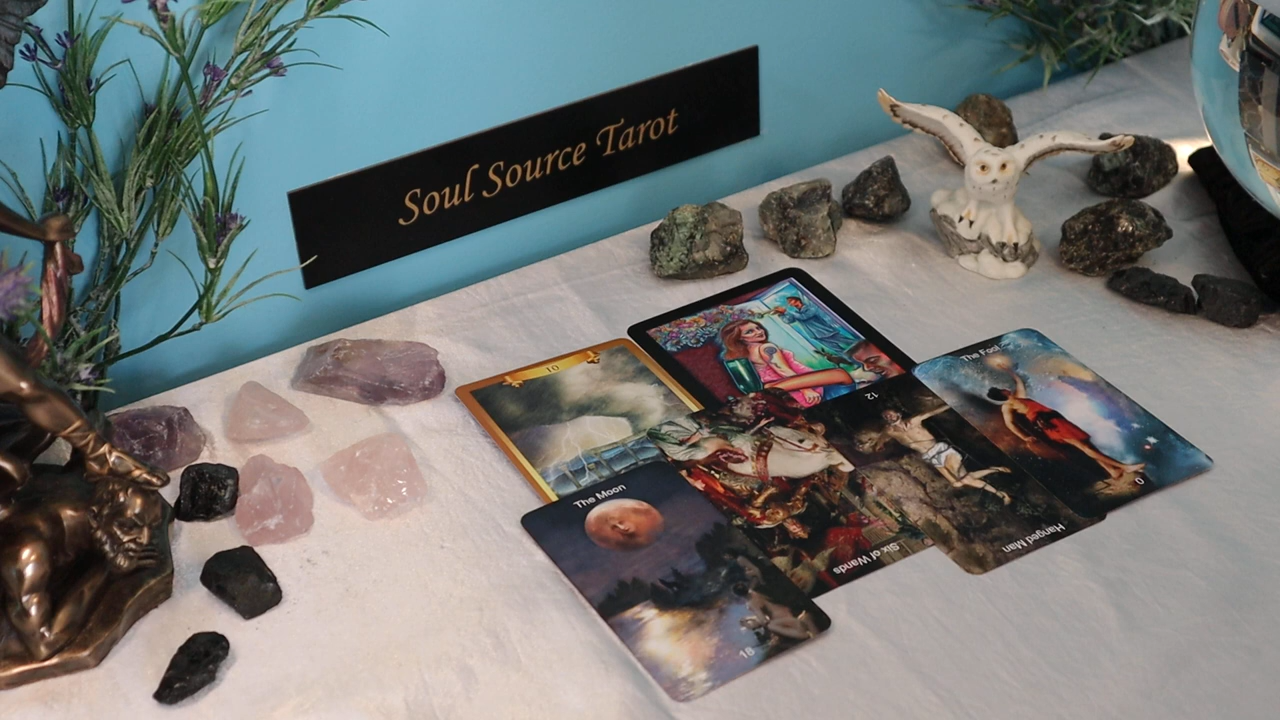 Soul Source Tarot
10
The Fool
12
0
The Moon
Six of Wands
Hanged Man
18